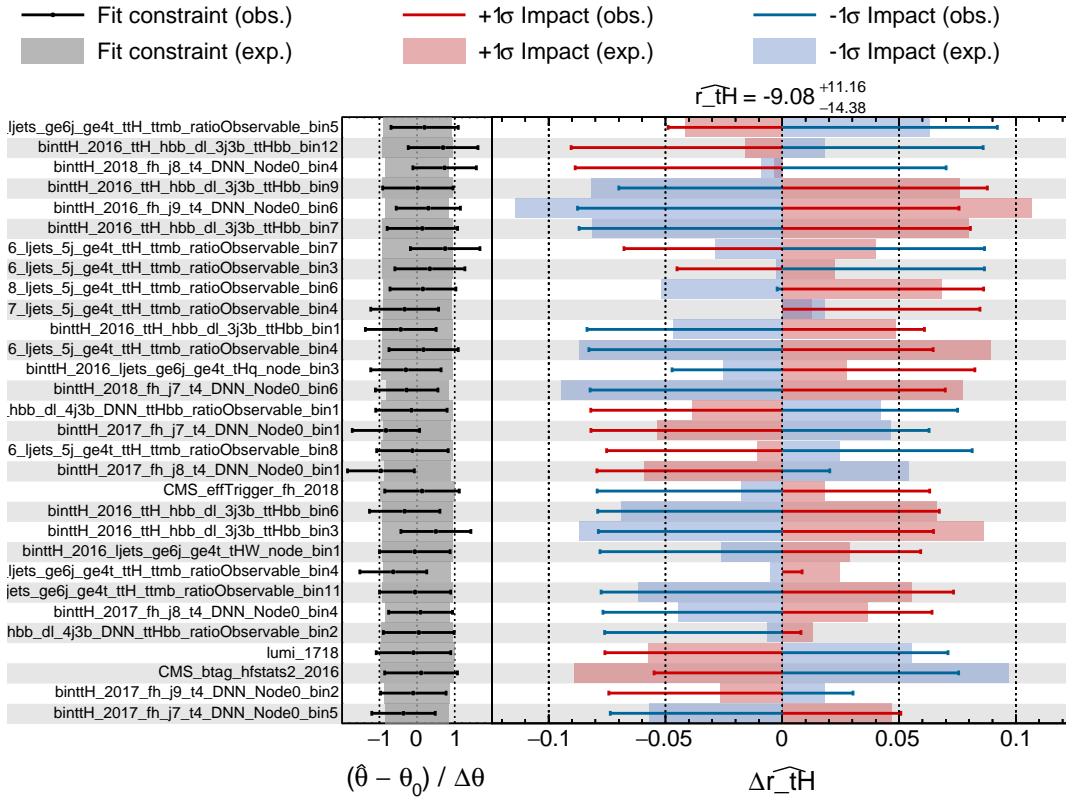 Fit constraint (obs.) +1σ Impact (obs.) -1σ Impact (obs.)
Fit constraint (exp.) +1σ Impact (exp.) -1σ Impact (exp.)
r_tH = -9.08 +11.16 −14.38
ljets_ge6j_ge4t_ttH_ttmb_ratioObservable_bin5
binttH_2016_ttH_hbb_dl_3j3b_ttHbb_bin12
binttH_2018_fh_j8_t4_DNN_Node0_bin4
binttH_2016_ttH_hbb_dl_3j3b_ttHbb_bin9
binttH_2016_fh_j9_t4_DNN_Node0_bin6
binttH_2016_ttH_hbb_dl_3j3b_ttHbb_bin7
6_ljets_5j_ge4t_ttH_ttmb_ratioObservable_bin7
6_ljets_5j_ge4t_ttH_ttmb_ratioObservable_bin3
8_ljets_5j_ge4t_ttH_ttmb_ratioObservable_bin6
7_ljets_5j_ge4t_ttH_ttmb_ratioObservable_bin4
binttH_2016_ttH_hbb_dl_3j3b_ttHbb_bin1
6_ljets_5j_ge4t_ttH_ttmb_ratioObservable_bin4
binttH_2016_ljets_ge6j_ge4t_tHq_node_bin3
binttH_2018_fh_j7_t4_DNN_Node0_bin6
_hbb_dl_4j3b_DNN_ttHbb_ratioObservable_bin1
binttH_2017_fh_j7_t4_DNN_Node0_bin1
6_ljets_5j_ge4t_ttH_ttmb_ratioObservable_bin8
binttH_2017_fh_j8_t4_DNN_Node0_bin1
CMS_effTrigger_fh_2018
binttH_2016_ttH_hbb_dl_3j3b_ttHbb_bin6
binttH_2016_ttH_hbb_dl_3j3b_ttHbb_bin3
binttH_2016_ljets_ge6j_ge4t_tHW_node_bin1
ljets_ge6j_ge4t_ttH_ttmb_ratioObservable_bin4
jets_ge6j_ge4t_ttH_ttmb_ratioObservable_bin11
binttH_2017_fh_j8_t4_DNN_Node0_bin4
hbb_dl_4j3b_DNN_ttHbb_ratioObservable_bin2
lumi_1718
CMS_btag_hfstats2_2016
binttH_2017_fh_j9_t4_DNN_Node0_bin2
binttH_2017_fh_j7_t4_DNN_Node0_bin5
−1 0 1 −0.1 −0.05 0 0.05 0.1
(θ̂ − θ₀) / Δθ Δr_tH